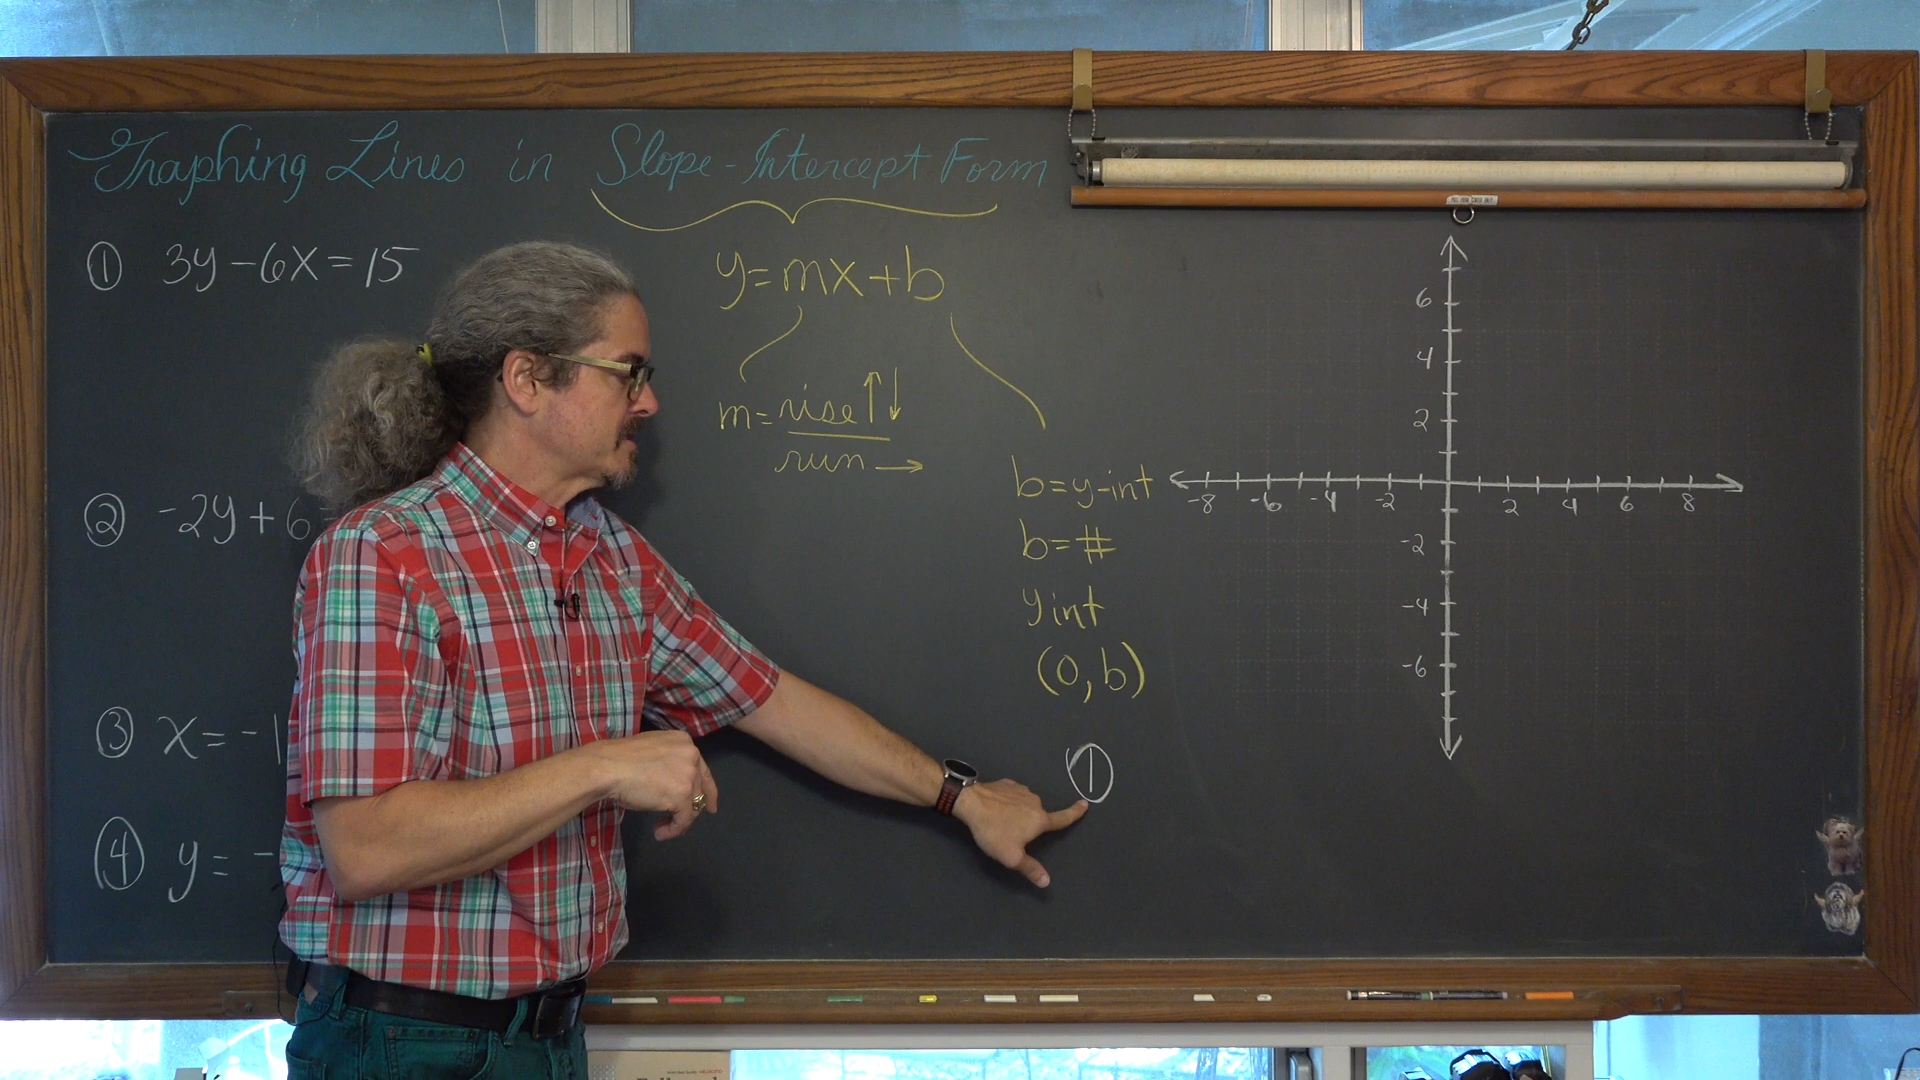 Graphing Lines in Slope-Intercept Form
① 3y-6x=15
y=mx+b
m=rise↑↓
run→
b=y-int
b=#
y int
(0,b)
② -2y+6
③ x=-1
④ y=-
①
6
4
2
-8 -6 -4 -2 2 4 6 8
-2
-4
-6